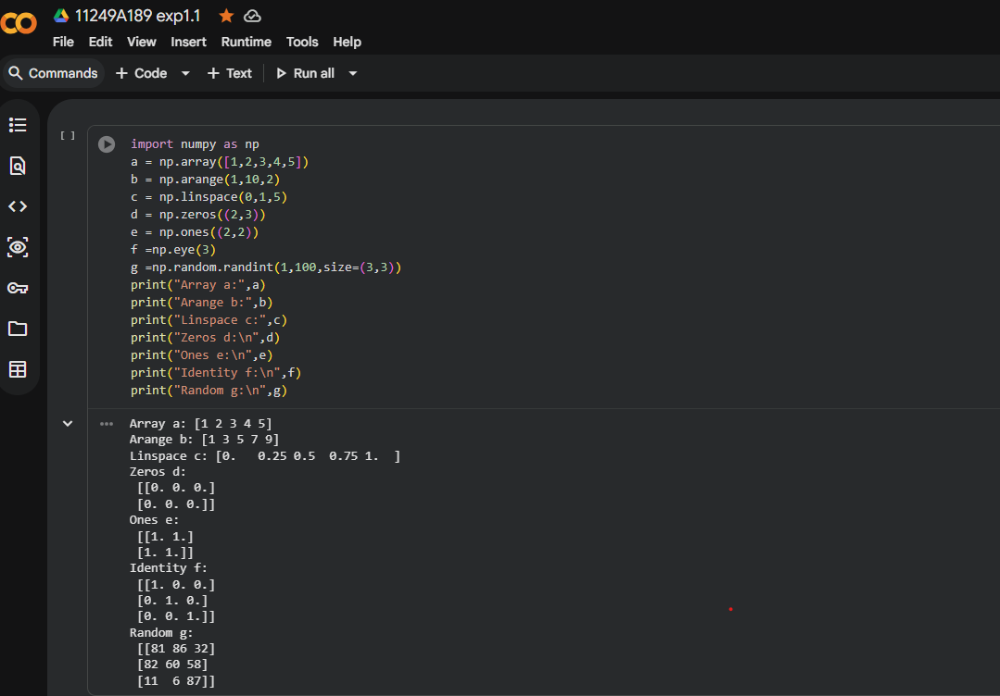 11249A189 exp1.1
File Edit View Insert Runtime Tools Help
Commands + Code + Text Run all
[ ]
import numpy as np
a = np.array([1,2,3,4,5])
b = np.arange(1,10,2)
c = np.linspace(0,1,5)
d = np.zeros((2,3))
e = np.ones((2,2))
f =np.eye(3)
g =np.random.randint(1,100,size=(3,3))
print("Array a:",a)
print("Arange b:",b)
print("Linspace c:",c)
print("Zeros d:\n",d)
print("Ones e:\n",e)
print("Identity f:\n",f)
print("Random g:\n",g)
Array a: [1 2 3 4 5]
Arange b: [1 3 5 7 9]
Linspace c: [0.   0.25 0.5  0.75 1.  ]
Zeros d:
 [[0. 0. 0.]
 [0. 0. 0.]]
Ones e:
 [[1. 1.]
 [1. 1.]]
Identity f:
 [[1. 0. 0.]
 [0. 1. 0.]
 [0. 0. 1.]]
Random g:
 [[81 86 32]
 [82 60 58]
 [11  6 87]]